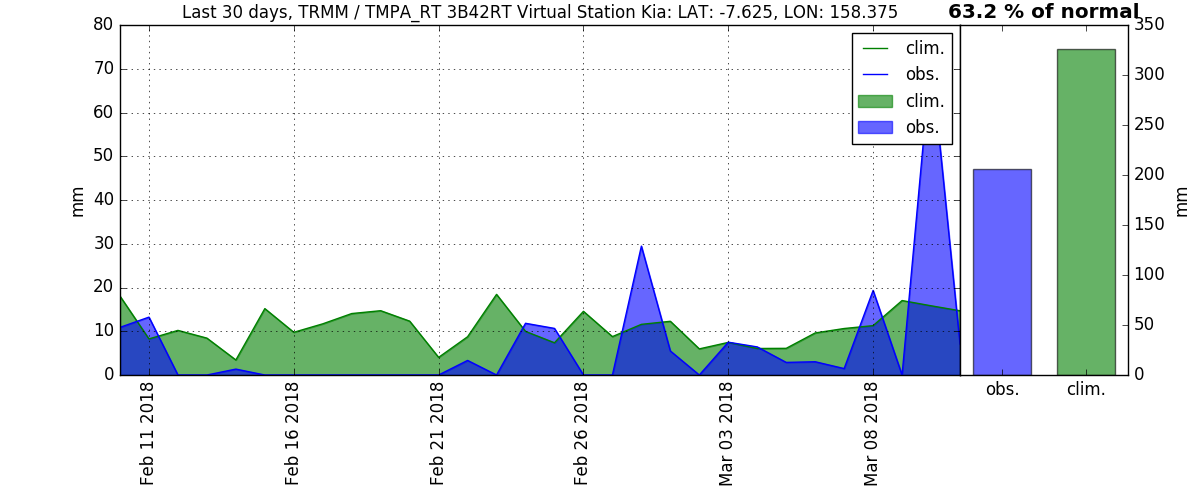 Last 30 days, TRMM / TMPA_RT 3B42RT Virtual Station Kia: LAT: -7.625, LON: 158.375
63.2 % of normal
80
70
60
50
40
30
20
10
0
mm
clim.
obs.
clim.
obs.
Feb 11 2018
Feb 16 2018
Feb 21 2018
Feb 26 2018
Mar 03 2018
Mar 08 2018
350
300
250
200
150
100
50
0
mm
obs.
clim.